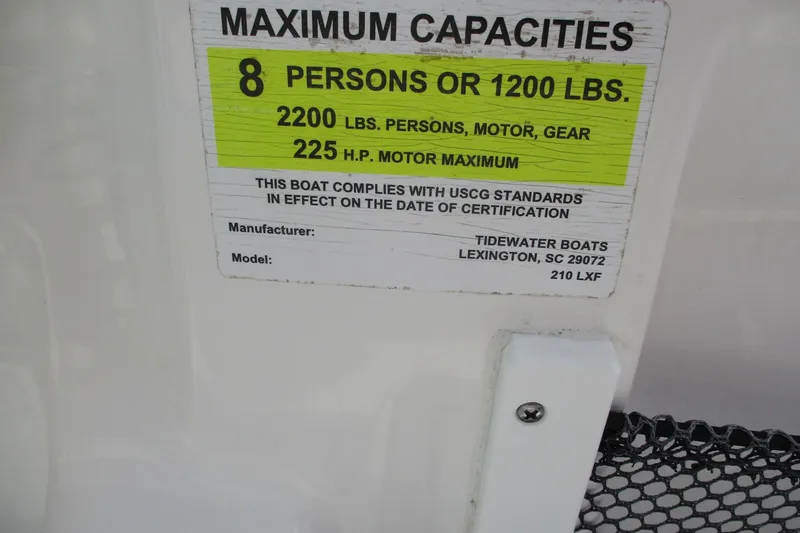 MAXIMUM CAPACITIES
8 PERSONS OR 1200 LBS.
2200 LBS. PERSONS, MOTOR, GEAR
225 H.P. MOTOR MAXIMUM
THIS BOAT COMPLIES WITH USCG STANDARDS
IN EFFECT ON THE DATE OF CERTIFICATION
Manufacturer: TIDEWATER BOATS
LEXINGTON, SC 29072
Model: 210 LXF